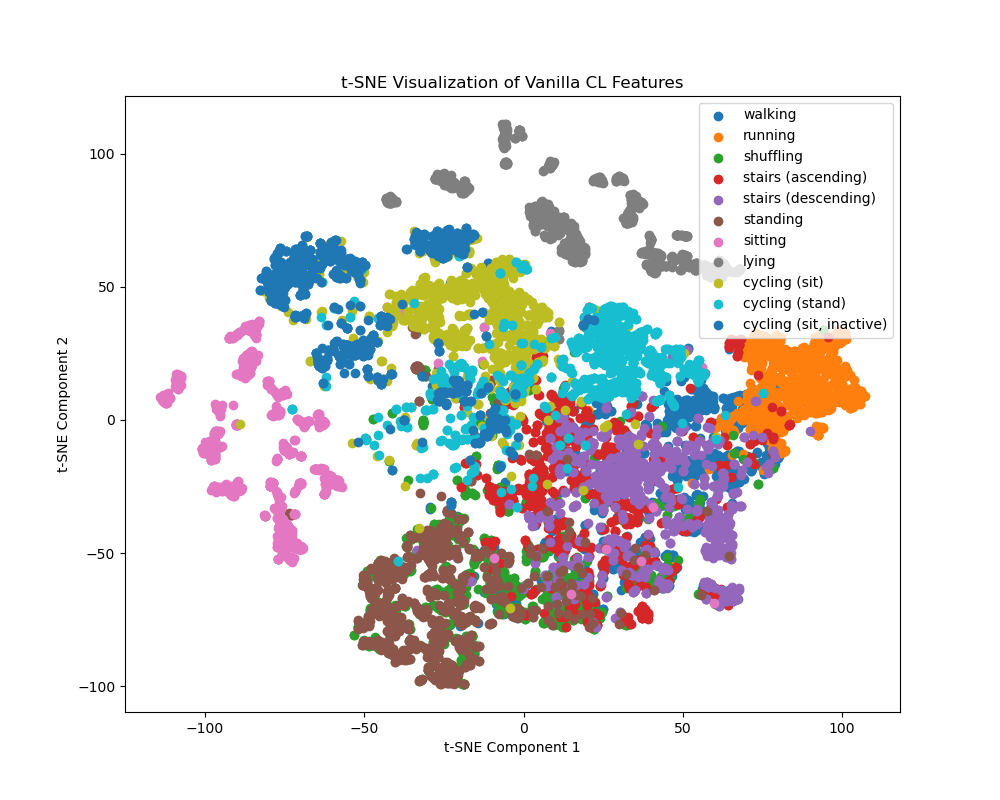 t-SNE Visualization of Vanilla CL Features
walking
running
shuffling
stairs (ascending)
stairs (descending)
standing
sitting
lying
cycling (sit)
cycling (stand)
cycling (sit, inactive)
100
50
0
−50
−100
t-SNE Component 2
−100
−50
0
50
100
t-SNE Component 1